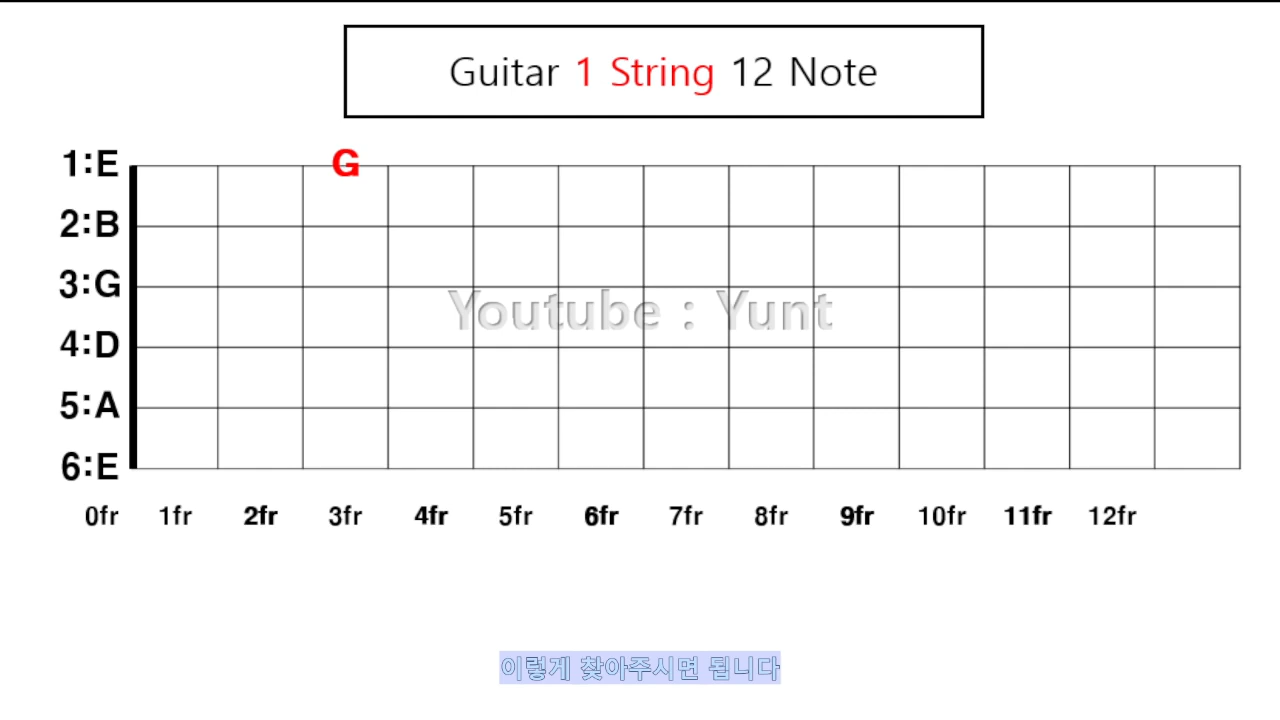 Guitar 1 String 12 Note
1:E
G
2:B
3:G
Youtube : Yunt
4:D
5:A
6:E
0fr 1fr 2fr 3fr 4fr 5fr 6fr 7fr 8fr 9fr 10fr 11fr 12fr
이렇게 찾아주시면 됩니다